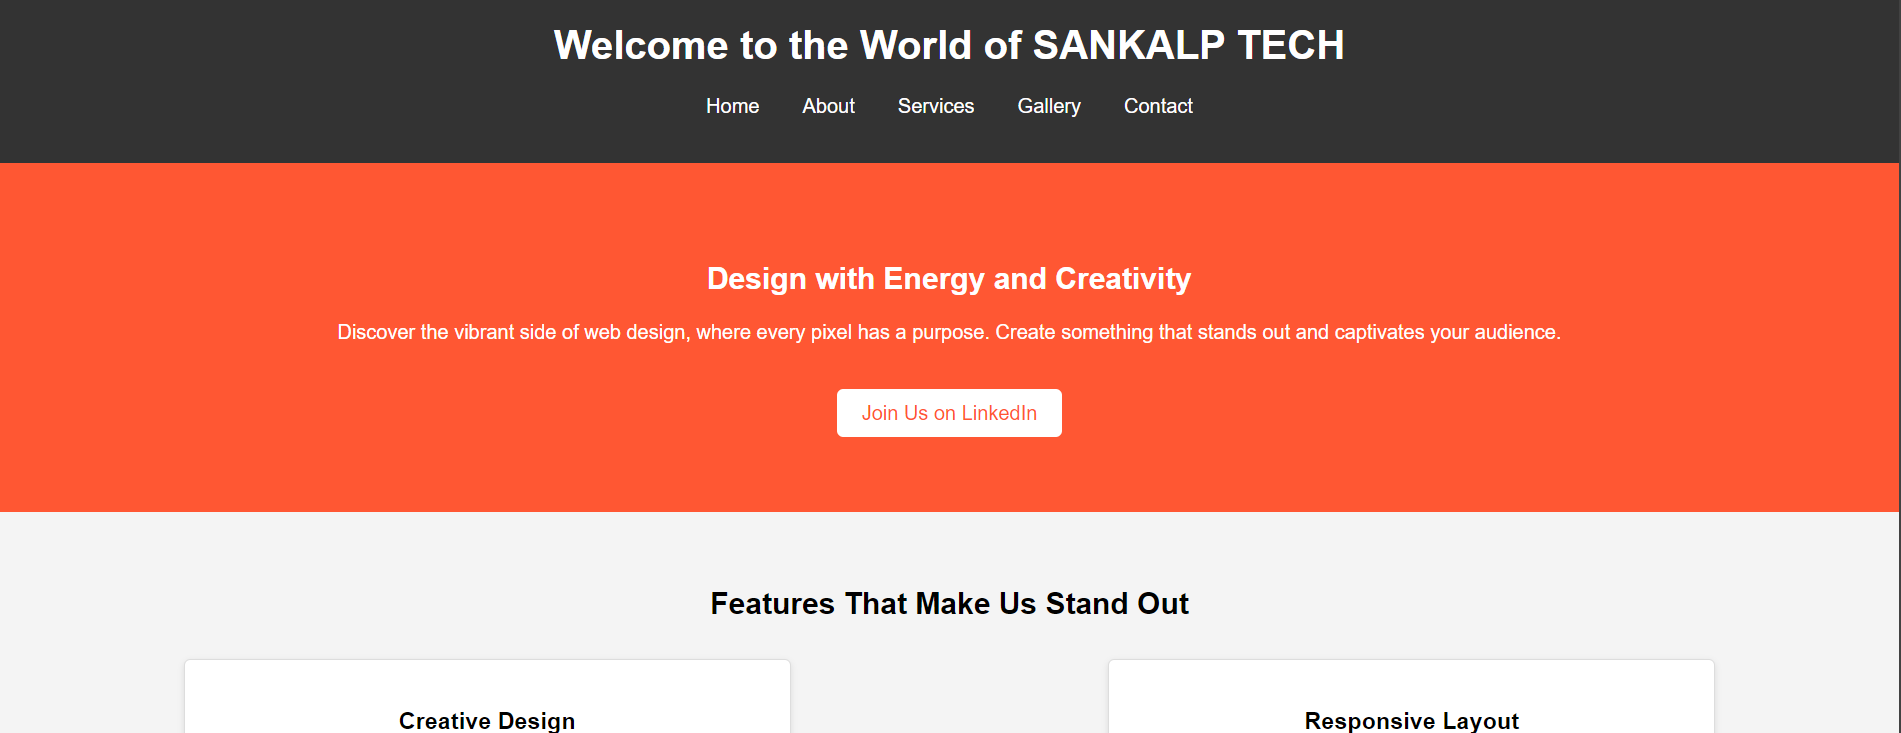 Welcome to the World of SANKALP TECH
Home About Services Gallery Contact
Design with Energy and Creativity
Discover the vibrant side of web design, where every pixel has a purpose. Create something that stands out and captivates your audience.
Join Us on LinkedIn
Features That Make Us Stand Out
Creative Design
Responsive Layout